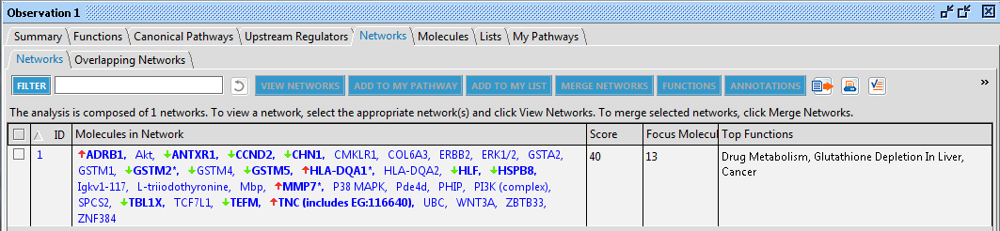 Observation 1
Summary Functions Canonical Pathways Upstream Regulators Networks Molecules Lists My Pathways
Networks Overlapping Networks
FILTER VIEW NETWORKS ADD TO MY PATHWAY ADD TO MY LIST MERGE NETWORKS FUNCTIONS ANNOTATIONS »
The analysis is composed of 1 networks. To view a network, select the appropriate network(s) and click View Networks. To merge selected networks, click Merge Networks.
ID Molecules in Network Score Focus Molecul Top Functions
1 ↑ADRB1, Akt, ↓ANTXR1, ↓CCND2, ↓CHN1, CMKLR1, COL6A3, ERBB2, ERK1/2, GSTA2, 40 13 Drug Metabolism, Glutathione Depletion In Liver,
GSTM1, ↓GSTM2*, ↓GSTM4, ↓GSTM5, ↑HLA-DQA1*, HLA-DQA2, ↓HLF, ↓HSPB8, Cancer
Igkv1-117, L-triiodothyronine, Mbp, ↑MMP7*, P38 MAPK, Pde4d, PHIP, PI3K (complex),
SPCS2, ↓TBL1X, TCF7L1, ↓TEFM, ↑TNC (includes EG:116640), UBC, WNT3A, ZBTB33,
ZNF384